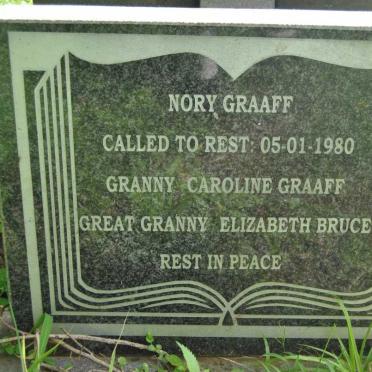 NORY GRAAFF
CALLED TO REST: 05-01-1980
GRANNY CAROLINE GRAAFF
GREAT GRANNY ELIZABETH BRUCE
REST IN PEACE